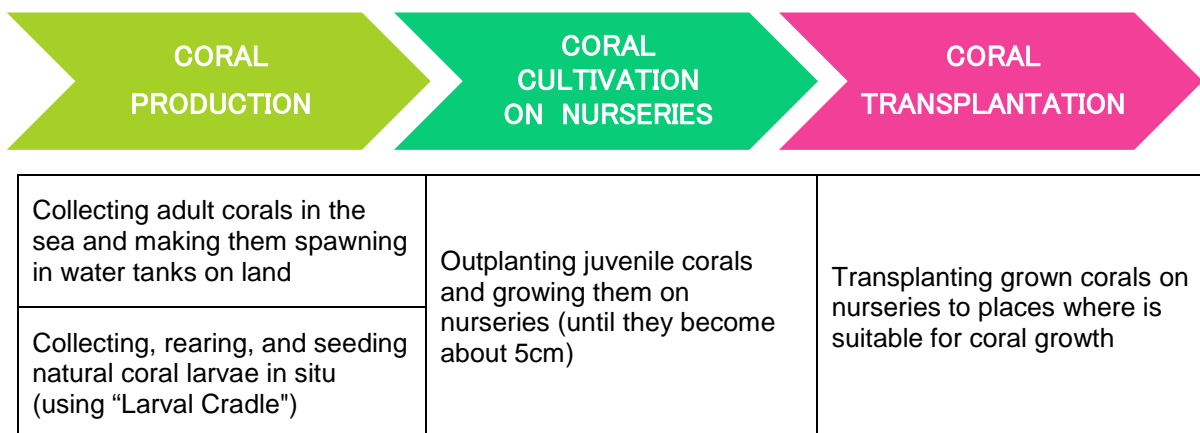 CORAL
PRODUCTION
CORAL
CULTIVATION
ON NURSERIES
CORAL
TRANSPLANTATION
Collecting adult corals in the
sea and making them spawning
in water tanks on land
Collecting, rearing, and seeding
natural coral larvae in situ
(using “Larval Cradle")
Outplanting juvenile corals
and growing them on
nurseries (until they become
about 5cm)
Transplanting grown corals on
nurseries to places where is
suitable for coral growth